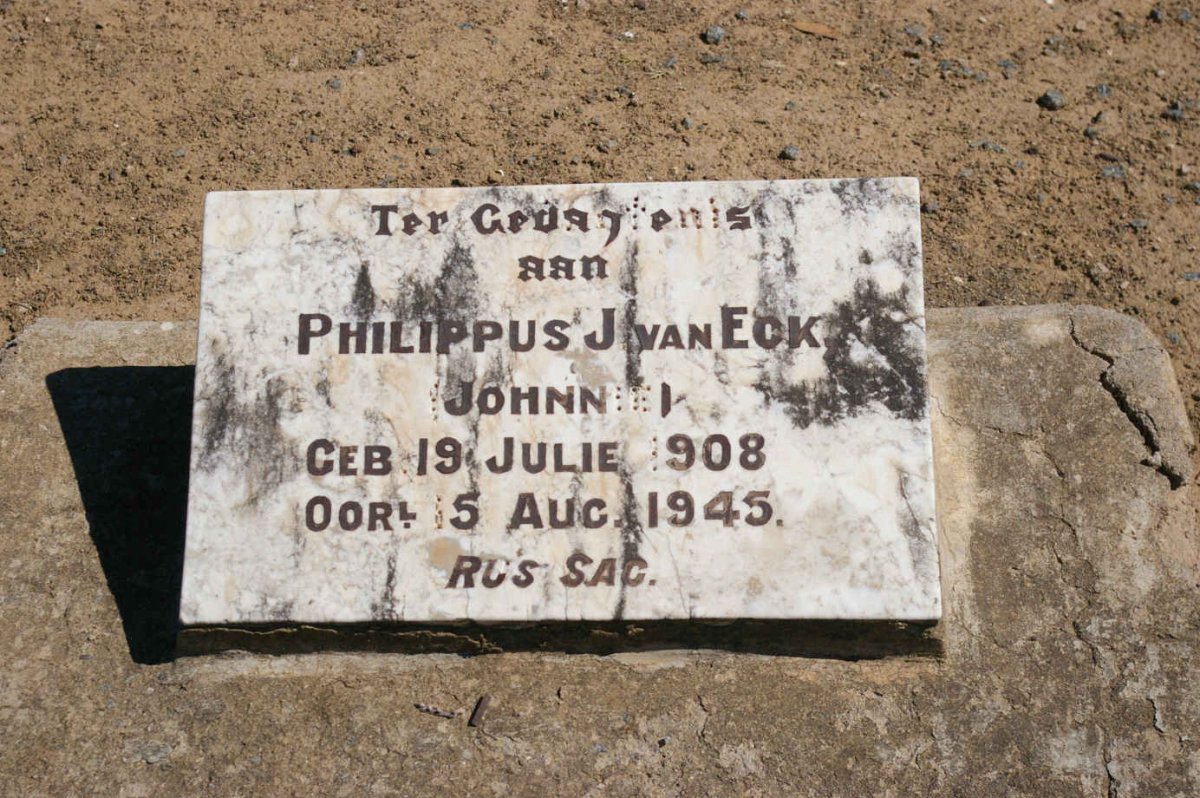 Ter Gedagtenis
aan
PHILIPPUS J VAN ECK.
(JOHNNIE)
GEB. 19 JULIE 1908
OORL 15 AUG. 1945.
RUS SAG.